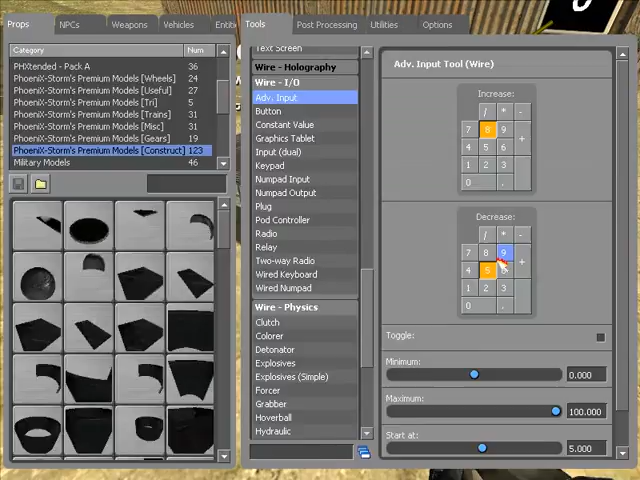 Props NPCs Weapons Vehicles Entit
Tools Post Processing Utilities Options
Category Num
PHXtended - Pack A 36
PhoeniX-Storm's Premium Models [Wheels] 24
PhoeniX-Storm's Premium Models [Useful] 27
PhoeniX-Storm's Premium Models [Tri] 5
PhoeniX-Storm's Premium Models [Trains] 31
PhoeniX-Storm's Premium Models [Misc] 31
PhoeniX-Storm's Premium Models [Gears] 19
PhoeniX-Storm's Premium Models [Construct] 123
Military Models 54
Text Screen
Wire - Holography
Wire - I/O
Adv. Input
Button
Constant Value
Graphics Tablet
Input (dual)
Keypad
Numpad Input
Numpad Output
Plug
Pod Controller
Radio
Relay
Two-way Radio
Wired Keyboard
Wired Numpad
Wire - Physics
Clutch
Colorer
Detonator
Explosives
Explosives (Simple)
Forcer
Grabber
Hoverball
Hydraulic
Adv. Input Tool (Wire)
Increase:
/ * -
7 8 9
4 5 6 +
1 2 3
0 .
Decrease:
/ * -
7 8 9
4 5 6 +
1 2 3
0 .
Toggle:
Minimum:
0.000
Maximum:
100.000
Start at:
5.000